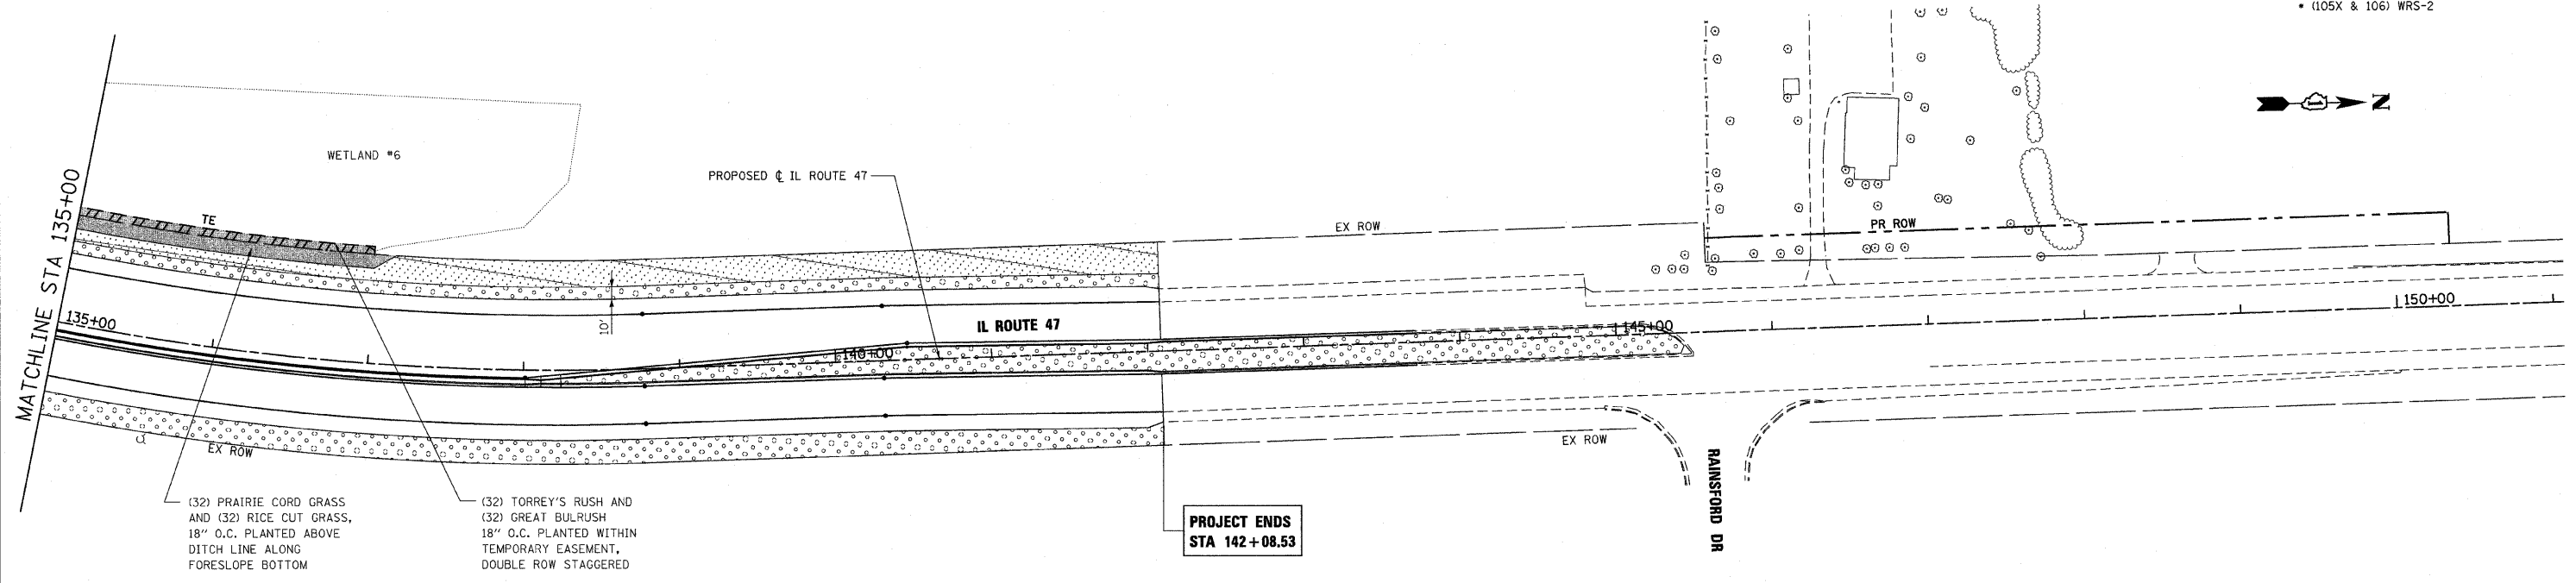 * (105X & 106) WRS-2
N
WETLAND #6
PROPOSED ℄ IL ROUTE 47
MATCHLINE STA 135+00
TE
EX ROW
PR ROW
135+00
10'
IL ROUTE 47
140+00
145+00
150+00
EX ROW
EX ROW
RAINSFORD DR
(32) PRAIRIE CORD GRASS
AND (32) RICE CUT GRASS,
18" O.C. PLANTED ABOVE
DITCH LINE ALONG
FORESLOPE BOTTOM
(32) TORREY'S RUSH AND
(32) GREAT BULRUSH
18" O.C. PLANTED WITHIN
TEMPORARY EASEMENT,
DOUBLE ROW STAGGERED
PROJECT ENDS
STA 142+08.53